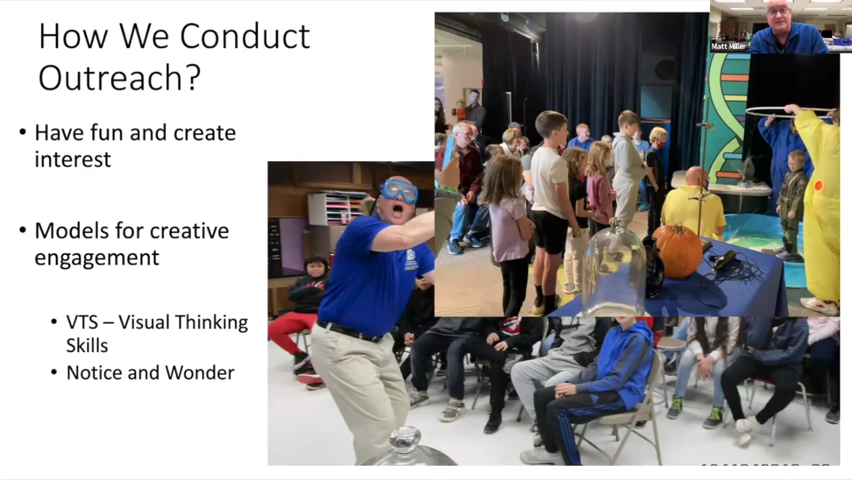 How We Conduct
Outreach?
• Have fun and create
interest
• Models for creative
engagement
• VTS – Visual Thinking
Skills
• Notice and Wonder
Matt Miller